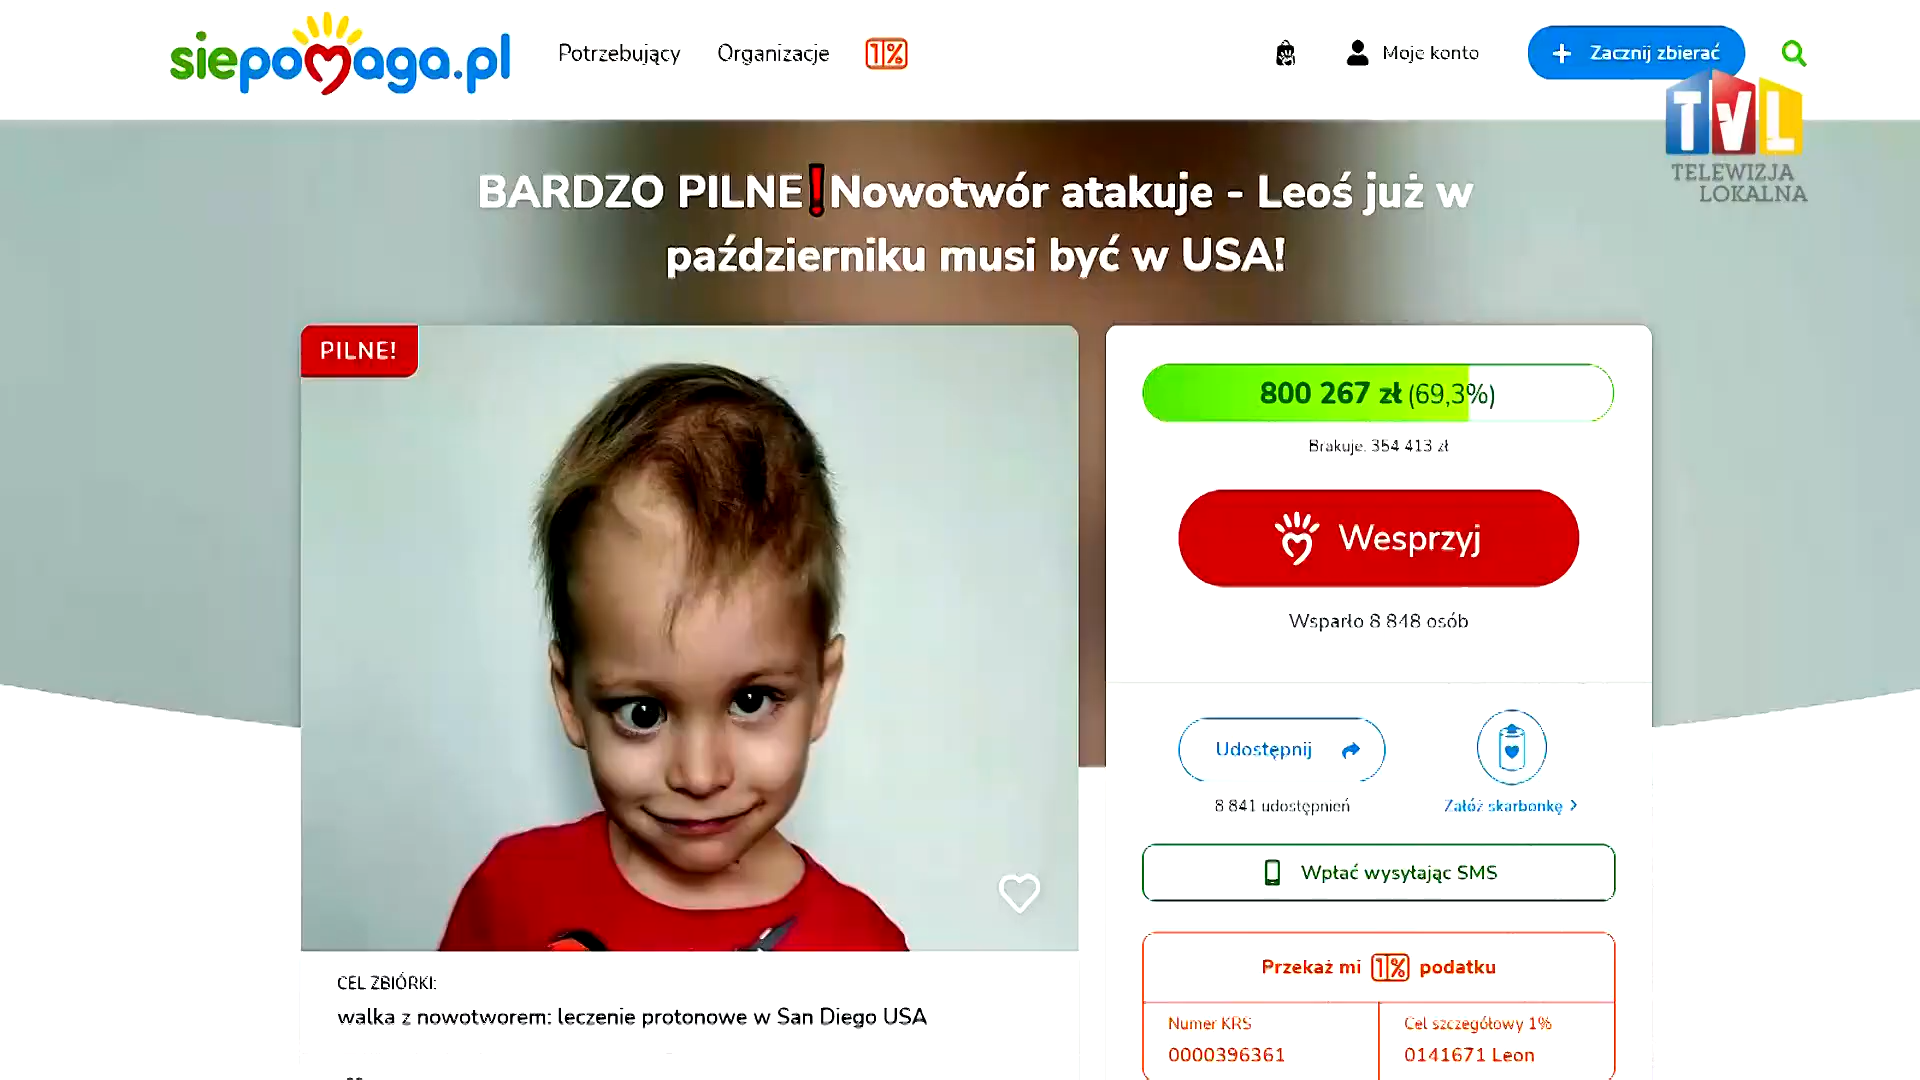 siepomaga.pl
Potrzebujący
Organizacje
1%
Moje konto
+ Zacznij zbierać
TVL
TELEWIZJA
LOKALNA
BARDZO PILNE❗Nowotwór atakuje - Leoś już w
październiku musi być w USA!
PILNE!
800 267 zł (69,3%)
Brakuje: 354 413 zł
Wesprzyj
Wsparło 8 848 osób
Udostępnij
8 841 udostępnień
Załóż skarbonkę
Wpłać wysyłając SMS
Przekaż mi 1% podatku
Numer KRS
0000396361
Cel szczegółowy 1%
0141671 Leon
CEL ZBIÓRKI:
walka z nowotworem: leczenie protonowe w San Diego USA